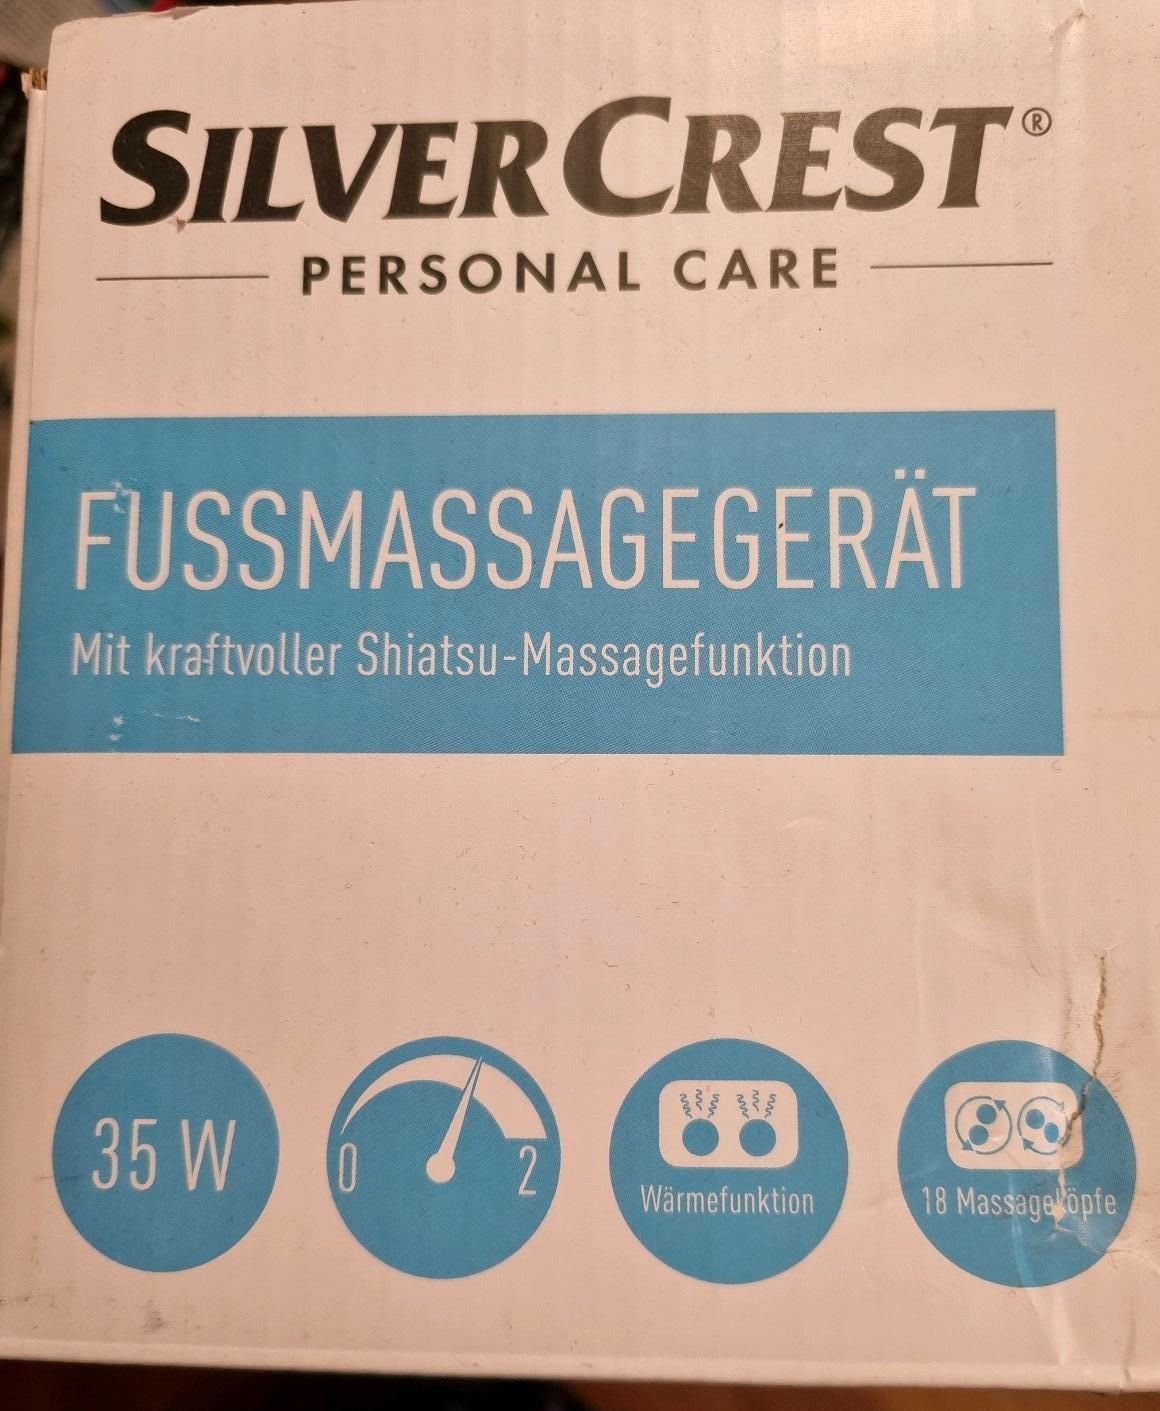 SILVERCREST®
PERSONAL CARE
FUSSMASSAGEGERÄT
Mit kraftvoller Shiatsu-Massagefunktion
35 W
0 2
Wärmefunktion
18 Massageköpfe